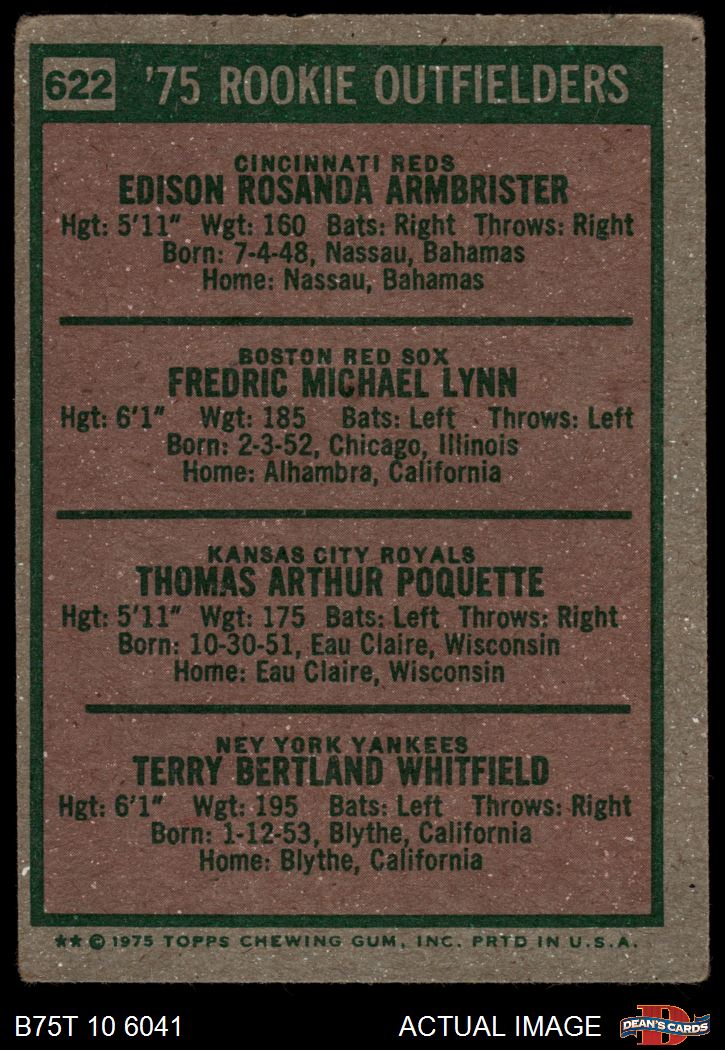 622 '75 ROOKIE OUTFIELDERS
CINCINNATI REDS
EDISON ROSANDA ARMBRISTER
Hgt: 5'11" Wgt: 160 Bats: Right Throws: Right
Born: 7-4-48, Nassau, Bahamas
Home: Nassau, Bahamas
BOSTON RED SOX
FREDRIC MICHAEL LYNN
Hgt: 6'1" Wgt: 185 Bats: Left Throws: Left
Born: 2-3-52, Chicago, Illinois
Home: Alhambra, California
KANSAS CITY ROYALS
THOMAS ARTHUR POQUETTE
Hgt: 5'11" Wgt: 175 Bats: Left Throws: Right
Born: 10-30-51, Eau Claire, Wisconsin
Home: Eau Claire, Wisconsin
NEY YORK YANKEES
TERRY BERTLAND WHITFIELD
Hgt: 6'1" Wgt: 195 Bats: Left Throws: Right
Born: 1-12-53, Blythe, California
Home: Blythe, California
** © 1975 TOPPS CHEWING GUM, INC. PRTD IN U.S.A.
B75T 10 6041 ACTUAL IMAGE D DEAN'S CARDS